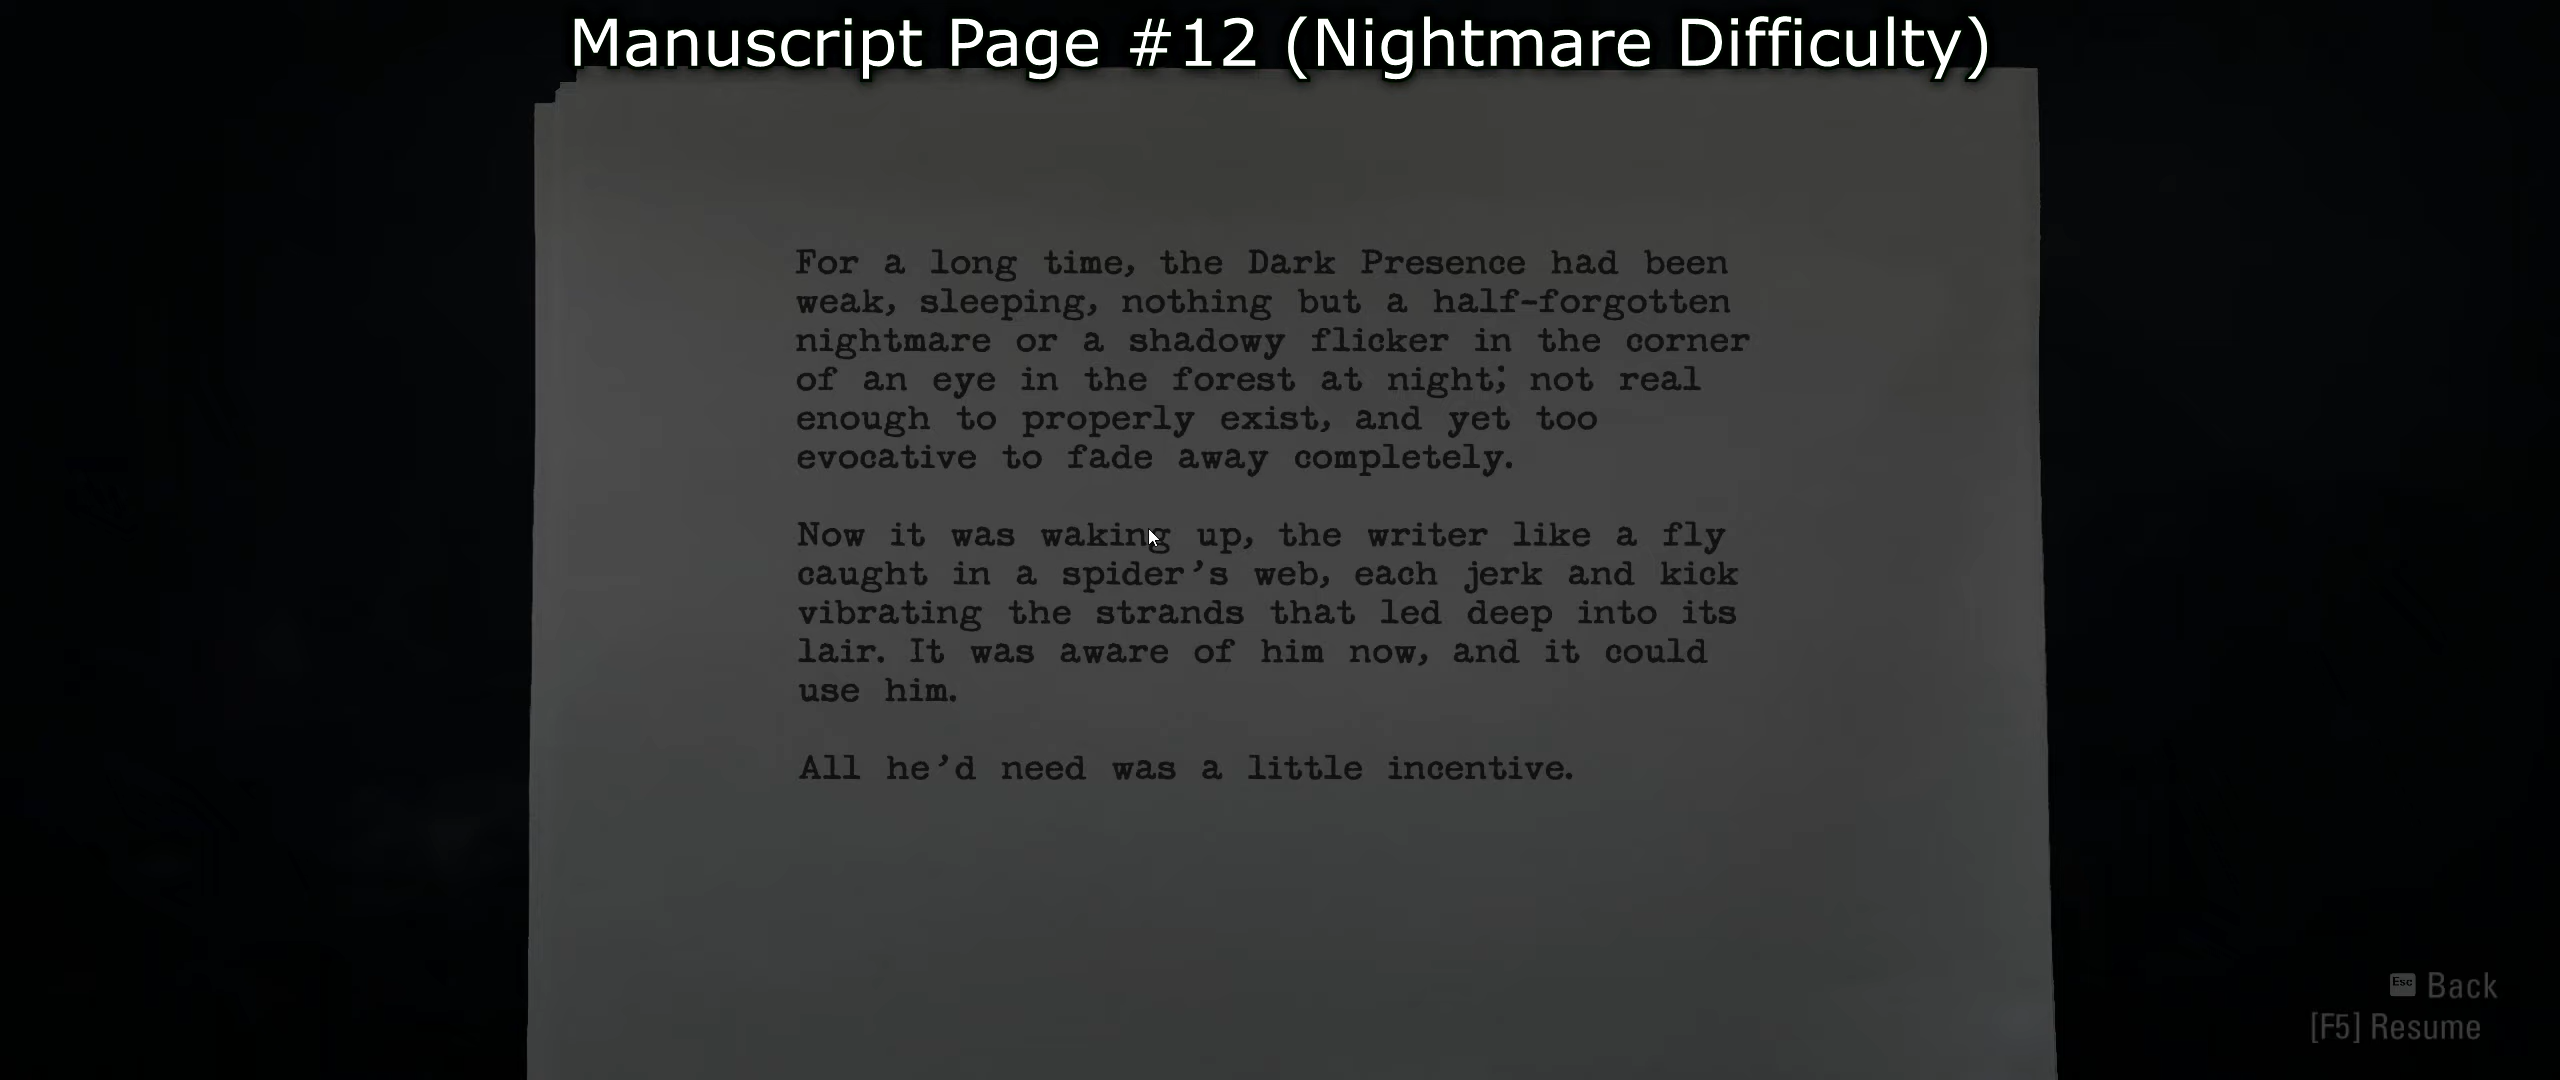 Manuscript Page #12 (Nightmare Difficulty)
For a long time, the Dark Presence had been
weak, sleeping, nothing but a half-forgotten
nightmare or a shadowy flicker in the corner
of an eye in the forest at night; not real
enough to properly exist, and yet too
evocative to fade away completely.
Now it was waking up, the writer like a fly
caught in a spider’s web, each jerk and kick
vibrating the strands that led deep into its
lair. It was aware of him now, and it could
use him.
All he’d need was a little incentive.
Esc Back
[F5] Resume